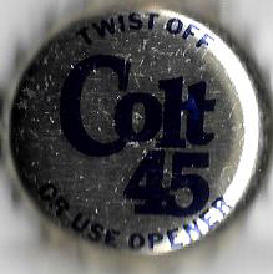 TWIST OFF
Colt
45
OR USE OPENER